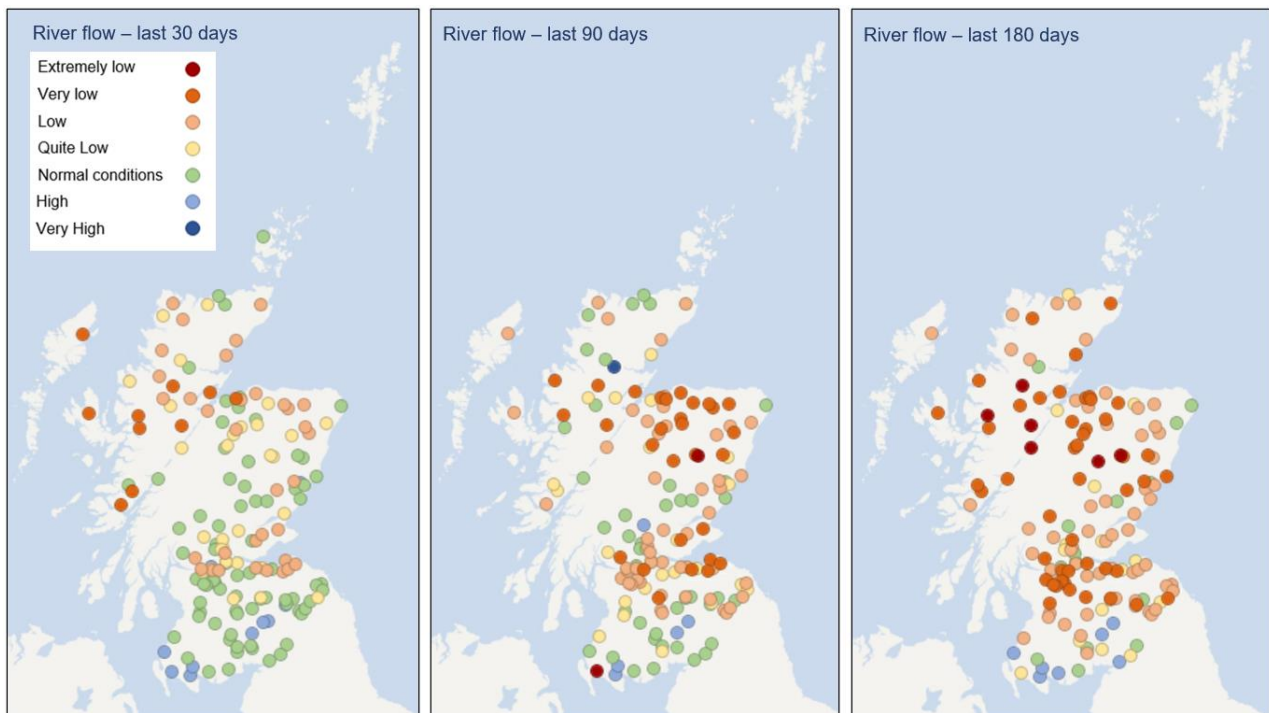 River flow – last 30 days
Extremely low
Very low
Low
Quite Low
Normal conditions
High
Very High
River flow – last 90 days
River flow – last 180 days